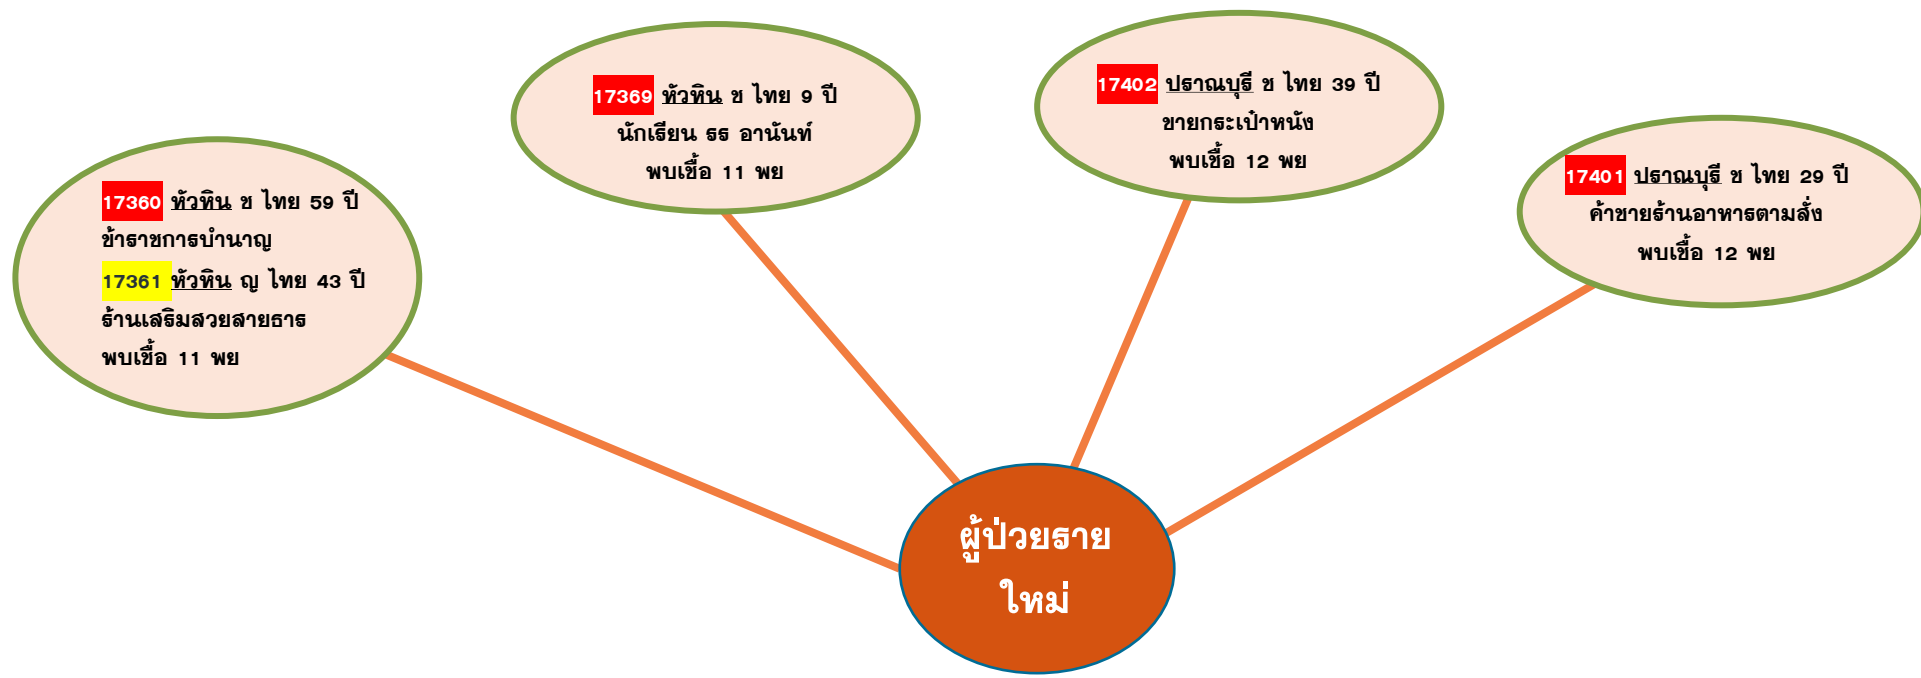 17360 หัวหิน ช ไทย 59 ปี
ข้าราชการบำนาญ
17361 หัวหิน ญ ไทย 43 ปี
ร้านเสริมสวยสายธาร
พบเชื้อ 11 พย
17369 หัวหิน ช ไทย 9 ปี
นักเรียน รร อานันท์
พบเชื้อ 11 พย
17402 ปราณบุรี ช ไทย 39 ปี
ขายกระเป๋าหนัง
พบเชื้อ 12 พย
17401 ปราณบุรี ช ไทย 29 ปี
ค้าขายร้านอาหารตามสั่ง
พบเชื้อ 12 พย
ผู้ป่วยราย
ใหม่